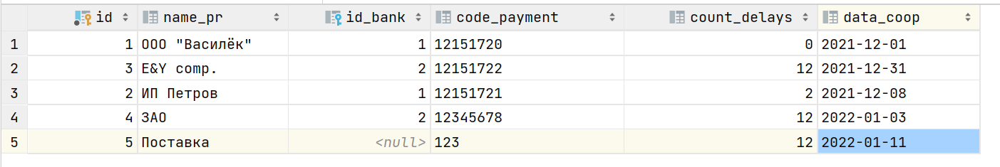 id name_pr id_bank code_payment count_delays data_coop
1 1 ООО "Василёк" 1 12151720 0 2021-12-01
2 3 E&Y comp. 2 12151722 12 2021-12-31
3 2 ИП Петров 1 12151721 2 2021-12-08
4 4 ЗАО 2 12345678 12 2022-01-03
5 5 Поставка <null> 123 12 2022-01-11